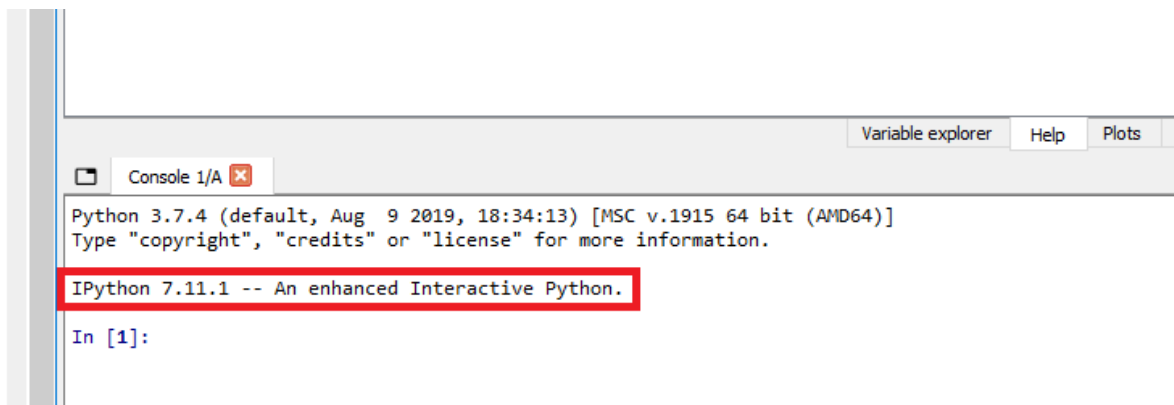 Variable explorer Help Plots
Console 1/A
Python 3.7.4 (default, Aug  9 2019, 18:34:13) [MSC v.1915 64 bit (AMD64)]
Type "copyright", "credits" or "license" for more information.
IPython 7.11.1 -- An enhanced Interactive Python.
In [1]: